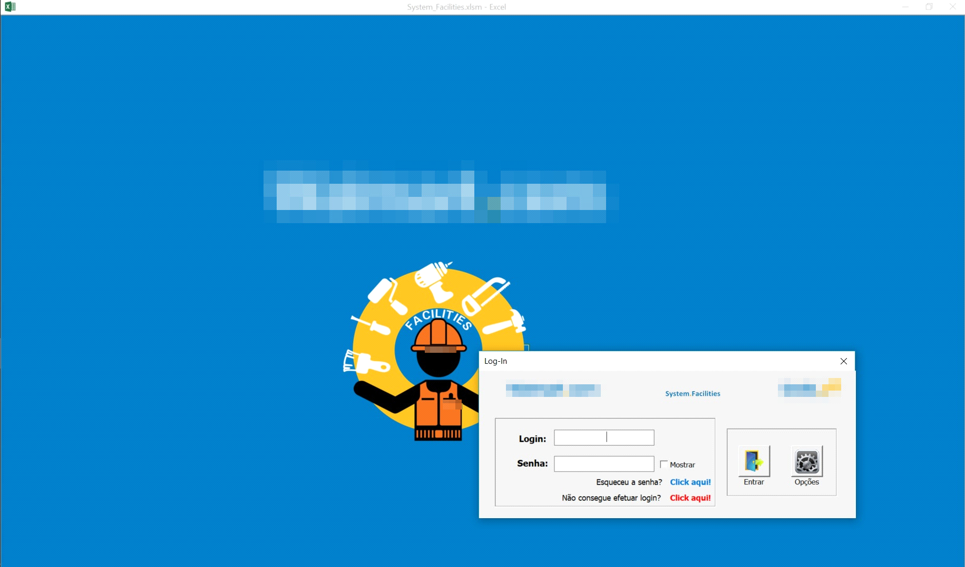 System_Facilities.xlsm - Excel
FACILITIES
Log-In
System Facilities
Login:
Senha:
Mostrar
Esqueceu a senha? Click aqui!
Não consegue efetuar login? Click aqui!
Entrar
Opções